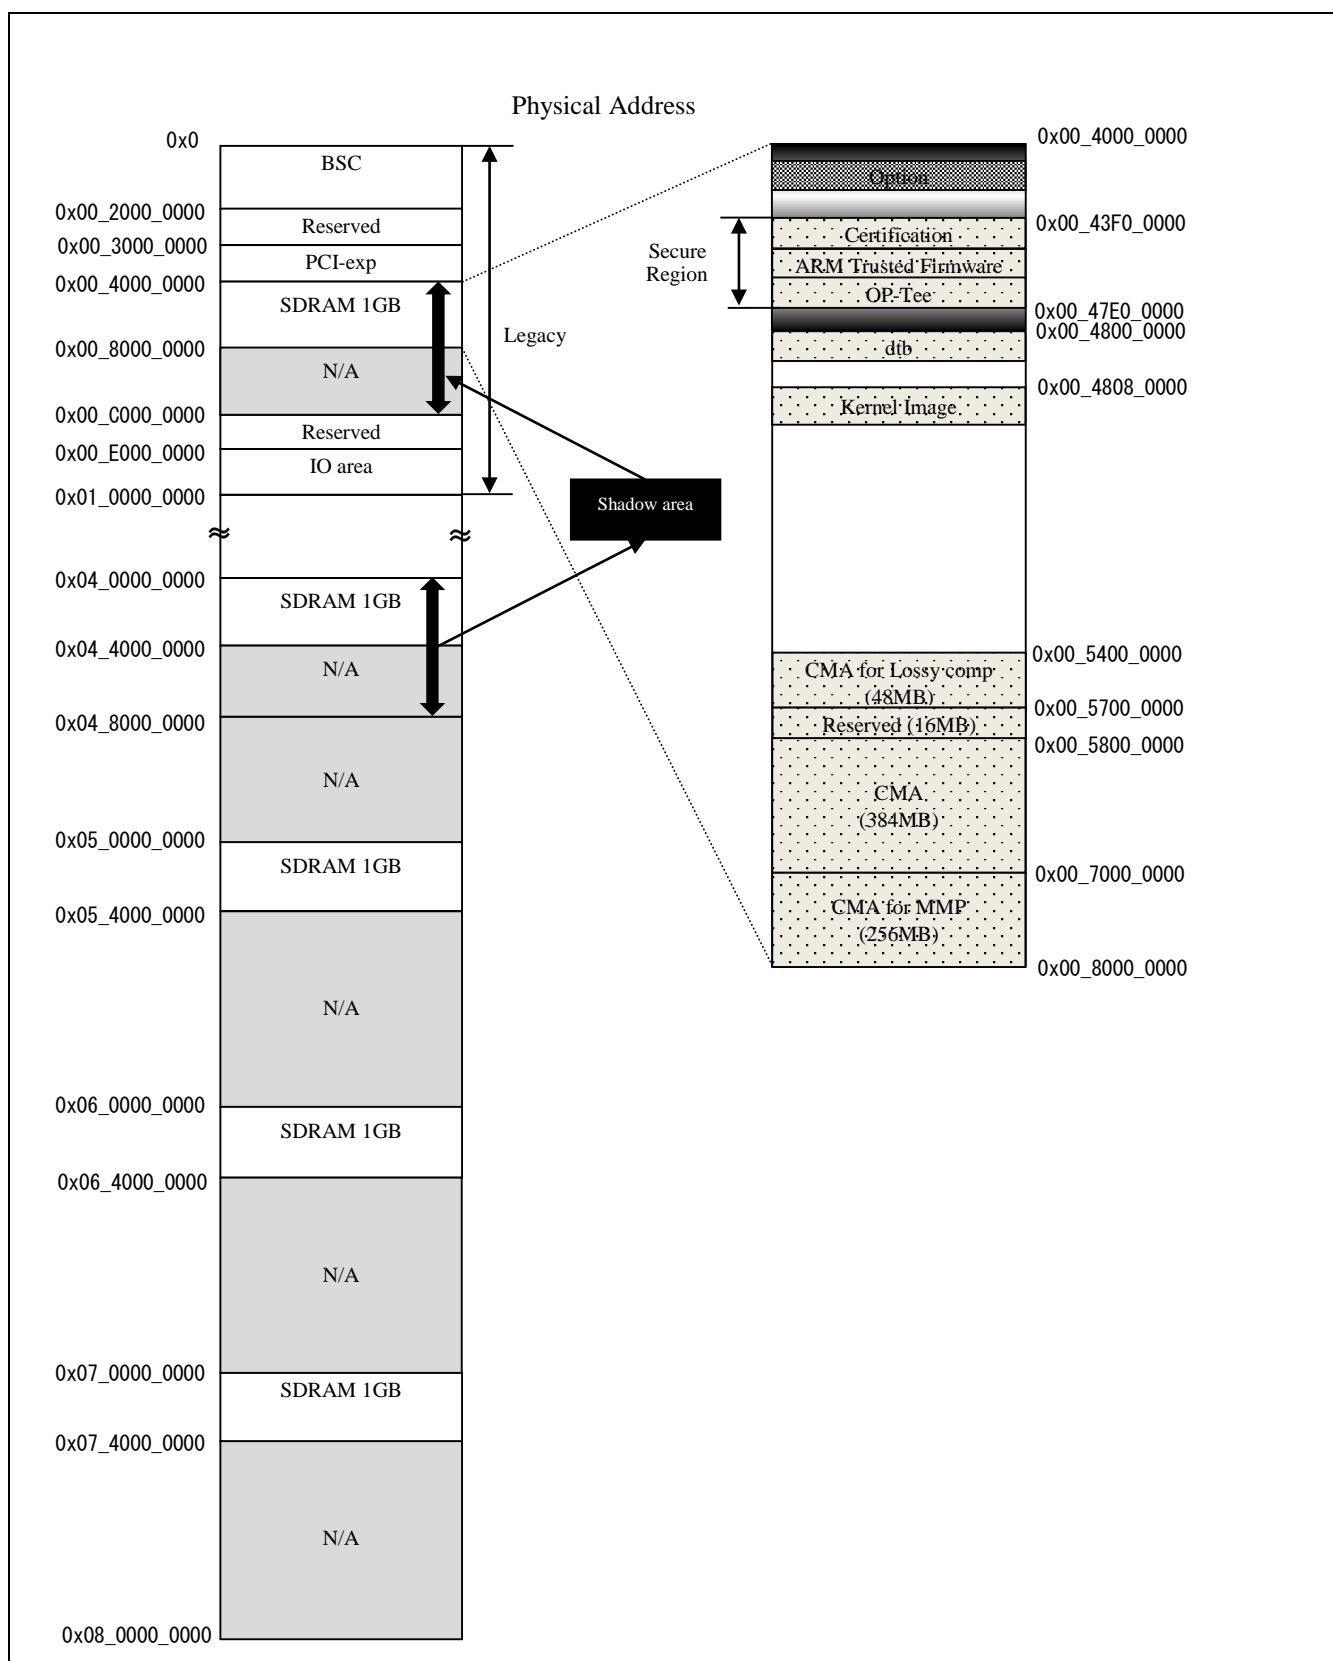 Physical Address
0x0
BSC
0x00_2000_0000
Reserved
0x00_3000_0000
PCI-exp
0x00_4000_0000
SDRAM 1GB
0x00_8000_0000
N/A
0x00_C000_0000
Reserved
0x00_E000_0000
IO area
0x01_0000_0000
Legacy
Shadow area
≈
≈
0x04_0000_0000
SDRAM 1GB
0x04_4000_0000
N/A
0x04_8000_0000
N/A
0x05_0000_0000
SDRAM 1GB
0x05_4000_0000
N/A
0x06_0000_0000
SDRAM 1GB
0x06_4000_0000
N/A
0x07_0000_0000
SDRAM 1GB
0x07_4000_0000
N/A
0x08_0000_0000
0x00_4000_0000
Option
0x00_43F0_0000
Secure
Region
Certification
ARM Trusted Firmware
OP-Tee
0x00_47E0_0000
0x00_4800_0000
dtb
0x00_4808_0000
Kernel Image
0x00_5400_0000
CMA for Lossy comp
(48MB)
0x00_5700_0000
Reserved (16MB)
0x00_5800_0000
CMA
(384MB)
0x00_7000_0000
CMA for MMP
(256MB)
0x00_8000_0000